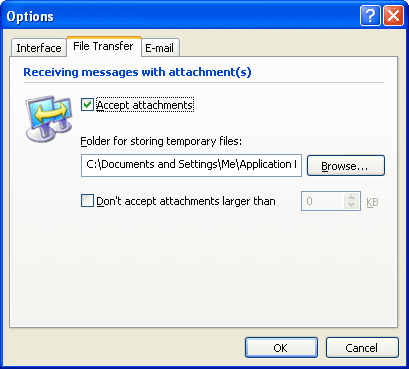 Options
Interface File Transfer E-mail
Receiving messages with attachment(s)
Accept attachments
Folder for storing temporary files:
C:\Documents and Settings\Me\Application Browse...
Don't accept attachments larger than 0 KB
OK Cancel